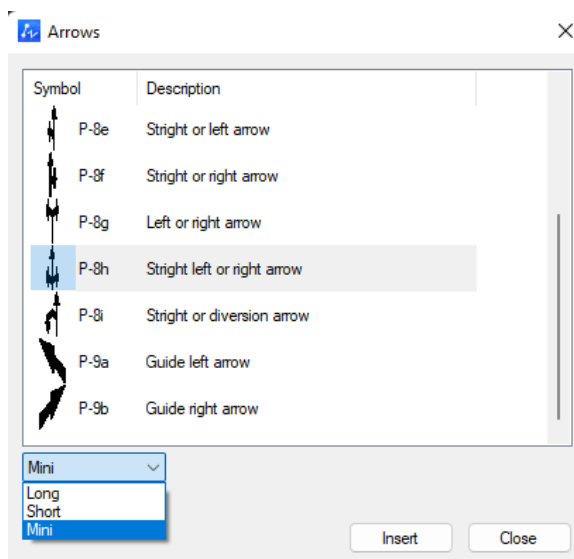 Arrows
Symbol Description
P-8e Stright or left arrow
P-8f Stright or right arrow
P-8g Left or right arrow
P-8h Stright left or right arrow
P-8i Stright or diversion arrow
P-9a Guide left arrow
P-9b Guide right arrow
Mini
Long
Short
Mini
Insert Close